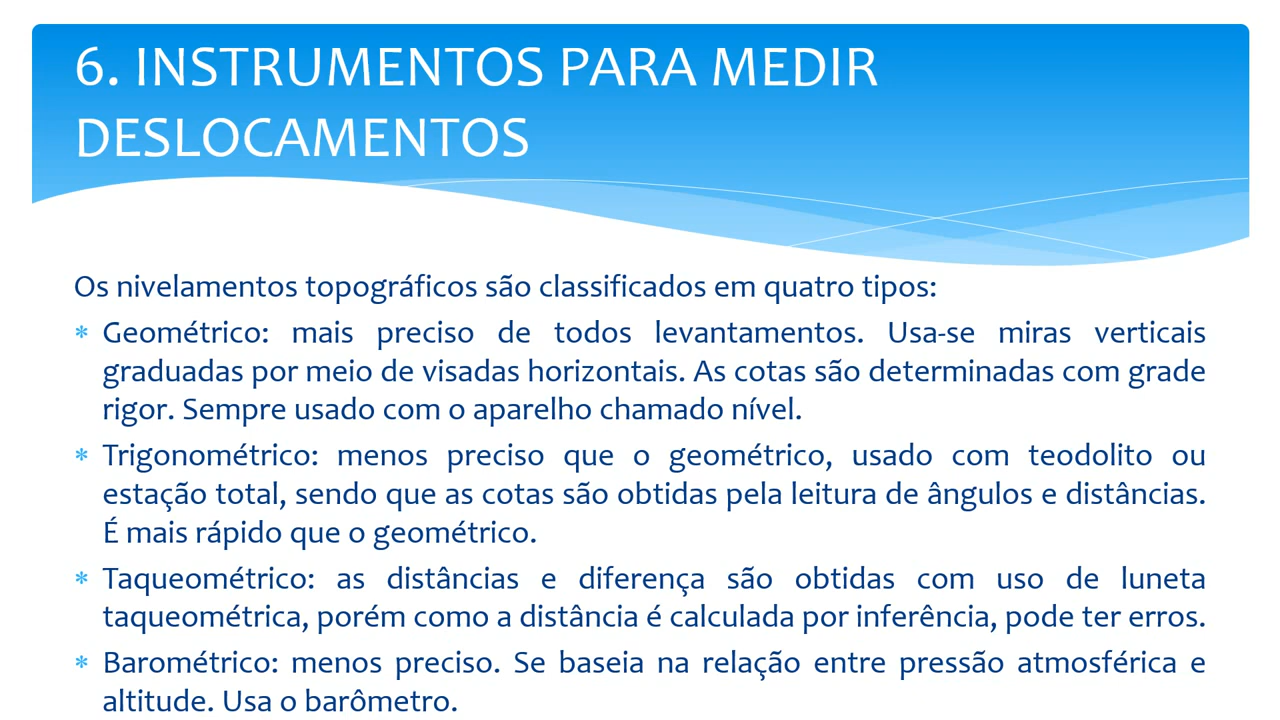 6. INSTRUMENTOS PARA MEDIR
DESLOCAMENTOS
Os nivelamentos topográficos são classificados em quatro tipos:
* Geométrico: mais preciso de todos levantamentos. Usa-se miras verticais
graduadas por meio de visadas horizontais. As cotas são determinadas com grade
rigor. Sempre usado com o aparelho chamado nível.
* Trigonométrico: menos preciso que o geométrico, usado com teodolito ou
estação total, sendo que as cotas são obtidas pela leitura de ângulos e distâncias.
É mais rápido que o geométrico.
* Taqueométrico: as distâncias e diferença são obtidas com uso de luneta
taqueométrica, porém como a distância é calculada por inferência, pode ter erros.
* Barométrico: menos preciso. Se baseia na relação entre pressão atmosférica e
altitude. Usa o barômetro.